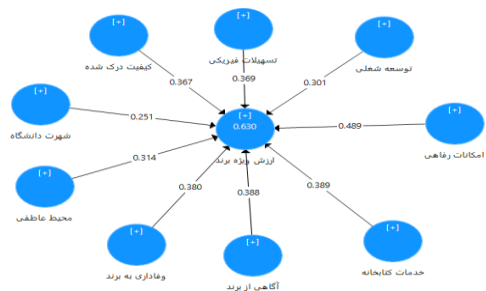 [+]
تسهیلات فیزیکی
[+]
کیفیت درک شده
[+]
توسعه شغلی
0.367
0.369
0.301
[+]
شهرت دانشگاه
0.251
[+]
0.630
ارزش ویژه برند
0.489
[+]
امکانات رفاهی
0.314
[+]
محیط عاطفی
0.380
0.388
0.389
[+]
وفاداری به برند
[+]
آگاهی از برند
[+]
خدمات کتابخانه